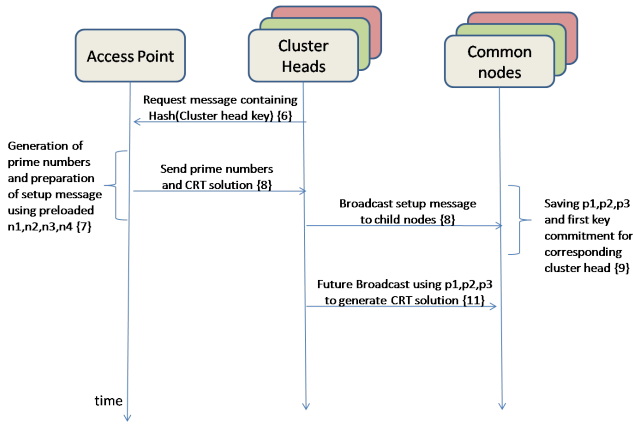 Access Point
Cluster
Heads
Common
nodes
Request message containing
Hash(Cluster head key) {6}
Generation of
prime numbers
and preparation
of setup message
using preloaded
n1,n2,n3,n4 {7}
Send prime numbers
and CRT solution {8}
Broadcast setup message
to child nodes {8}
Saving p1,p2,p3
and first key
commitment for
corresponding
cluster head {9}
Future Broadcast using p1,p2,p3
to generate CRT solution {11}
time